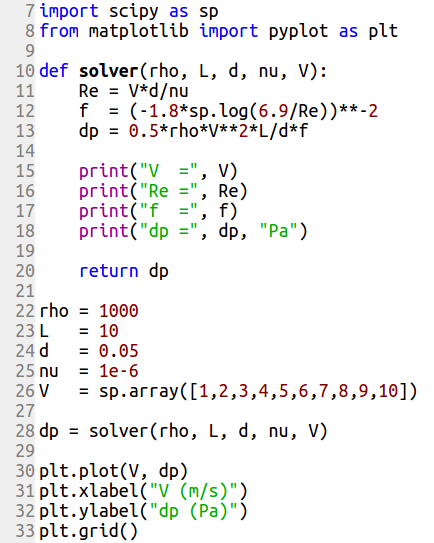 7 import scipy as sp
8 from matplotlib import pyplot as plt
9
10 def solver(rho, L, d, nu, V):
11     Re = V*d/nu
12     f  = (-1.8*sp.log(6.9/Re))**-2
13     dp = 0.5*rho*V**2*L/d*f
14
15     print("V  =", V)
16     print("Re =", Re)
17     print("f  =", f)
18     print("dp =", dp, "Pa")
19
20     return dp
21
22 rho = 1000
23 L   = 10
24 d   = 0.05
25 nu  = 1e-6
26 V   = sp.array([1,2,3,4,5,6,7,8,9,10])
27
28 dp = solver(rho, L, d, nu, V)
29
30 plt.plot(V, dp)
31 plt.xlabel("V (m/s)")
32 plt.ylabel("dp (Pa)")
33 plt.grid()